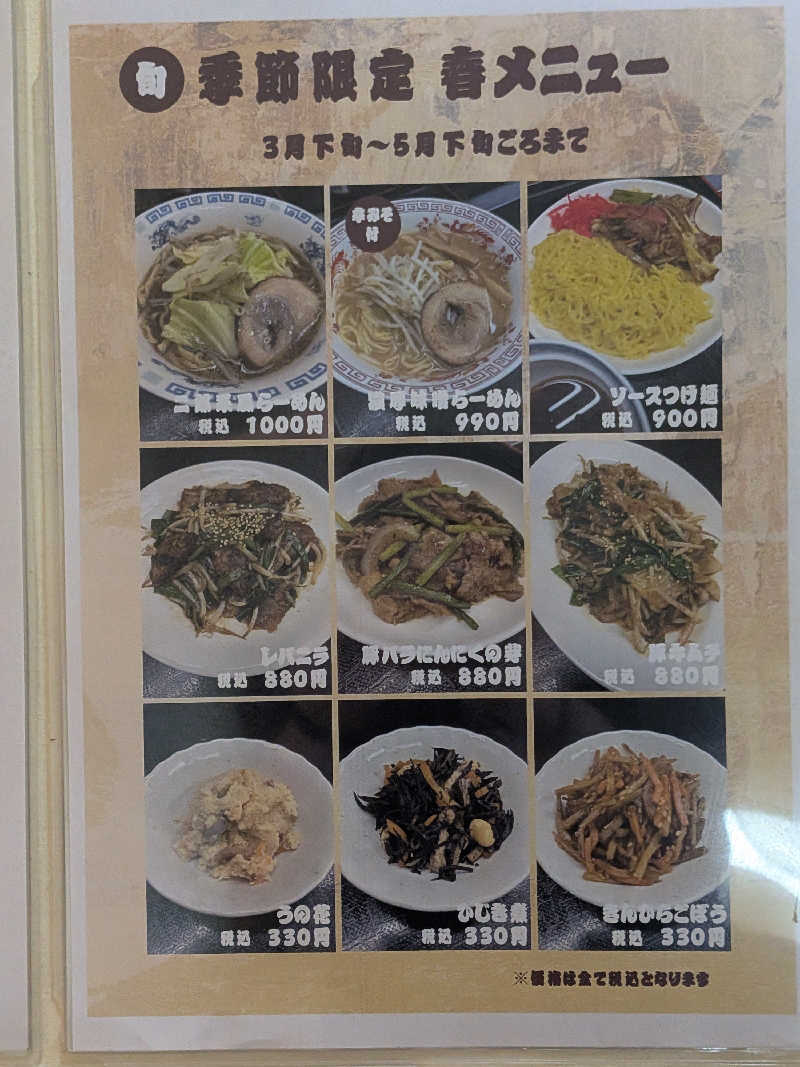 旬 季節限定 春メニュー
3月下旬〜5月下旬ごろまで
らーめん
税込 1000円
辛みそ
付
濃厚味噌らーめん
税込 990円
ソースつけ麺
税込 900円
レバニラ
税込 880円
豚バラにんにくの芽
税込 880円
豚キムチ
税込 880円
うの花
税込 330円
ひじき煮
税込 330円
きんぴらごぼう
税込 330円
※価格は全て税込となります